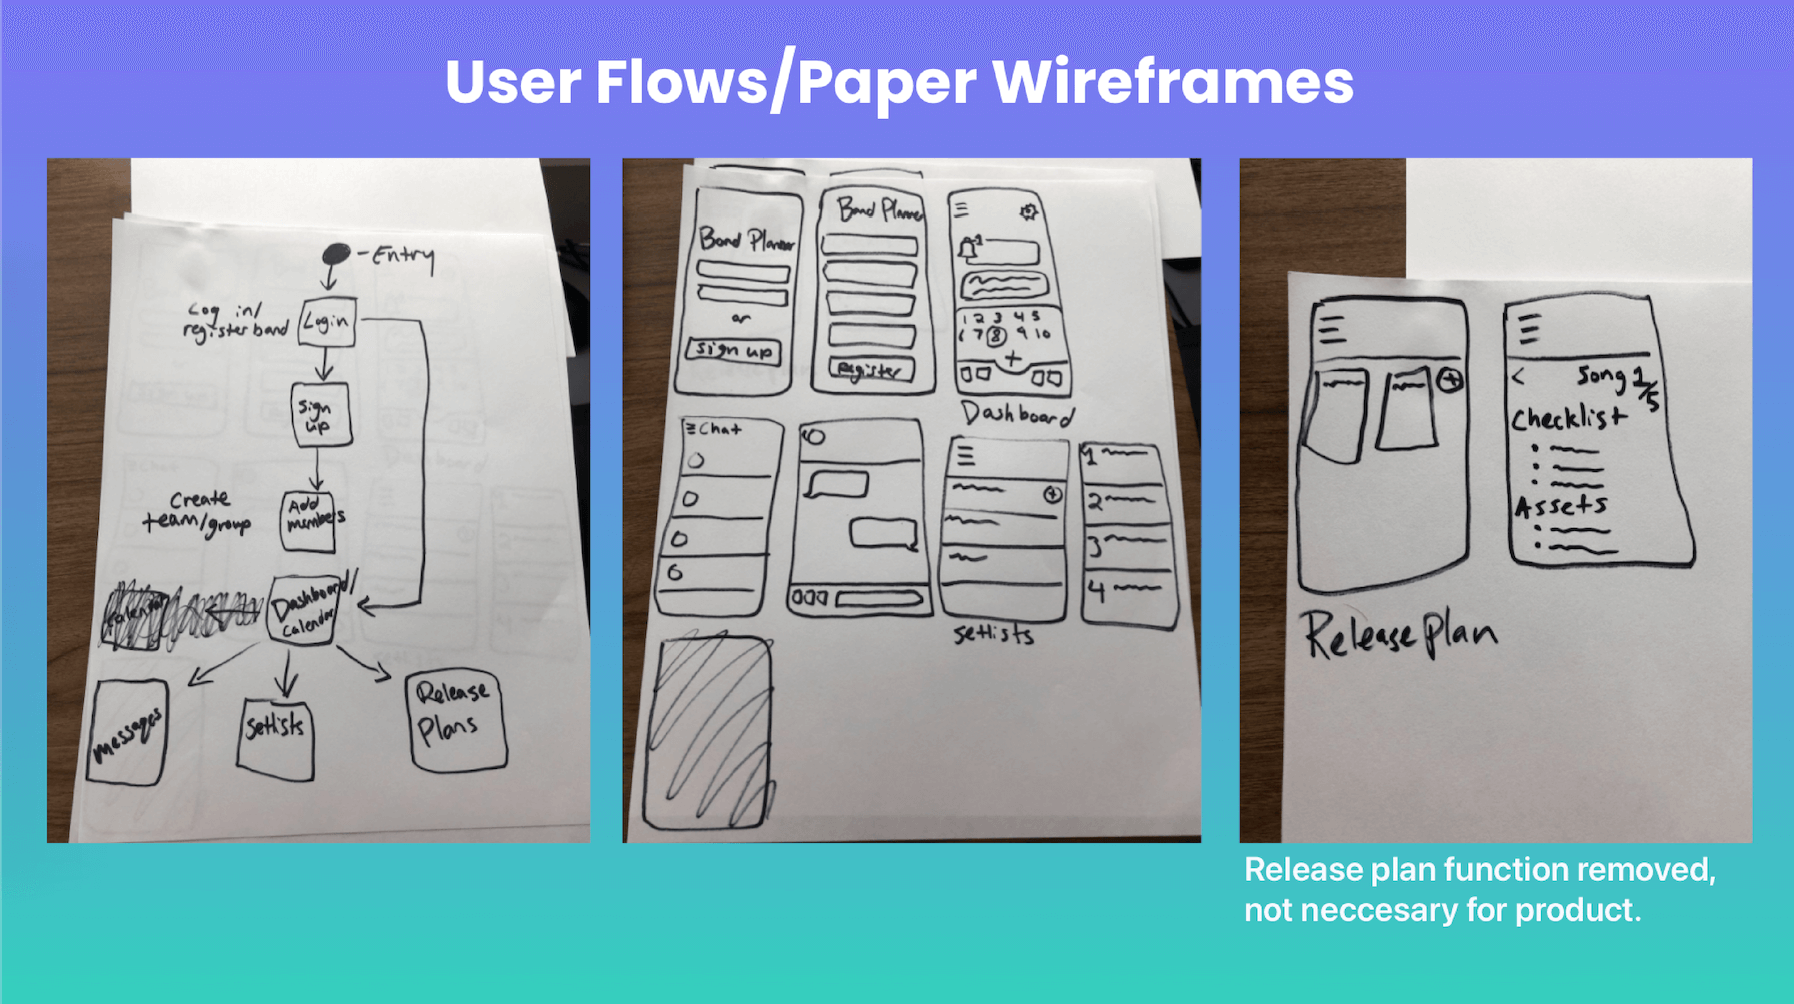 User Flows/Paper Wireframes
-Entry
Log in/
register band
Login
Sign
up
Create
team/group
Add
members
Dashboard/
Calendar
Calendar
messages
Setlists
Release
Plans
Band Planner
or
sign up
Band Planner
register
1
1 2 3 4 5
6 7 8 9 10
+
Dashboard
Chat
setlists
1
2
3
4
<
Song 1/5
Checklist
Assets
Release Plan
Release plan function removed,
not neccesary for product.